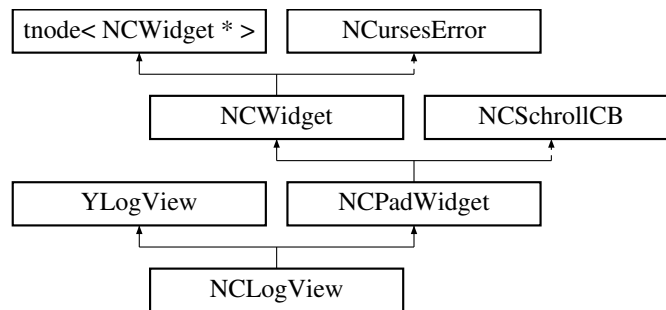 tnode< NCWidget * >
NCursesError
NCWidget
NCSchrollCB
YLogView
NCPadWidget
NCLogView